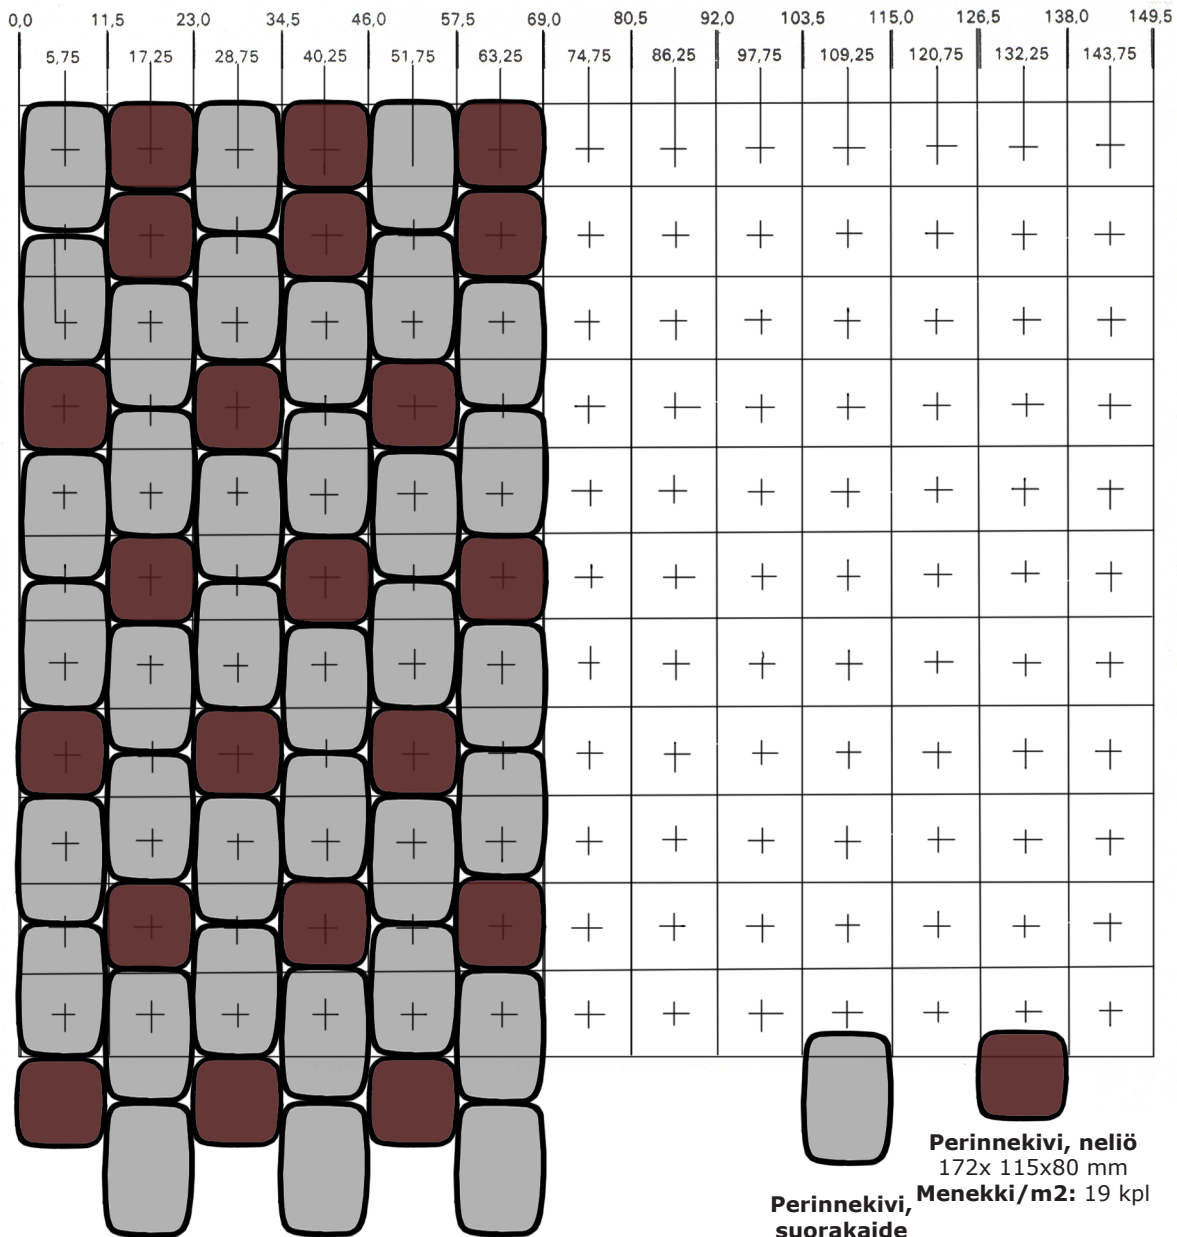 0,0 11,5 23,0 34,5 46,0 57,5 69,0 80,5 92,0 103,5 115,0 126,5 138,0 149,5
5,75 17,25 28,75 40,25 51,75 63,25 74,75 86,25 97,75 109,25 120,75 132,25 143,75
Perinnekivi, neliö
172x 115x80 mm
Menekki/m2: 19 kpl
Perinnekivi,
suorakaide